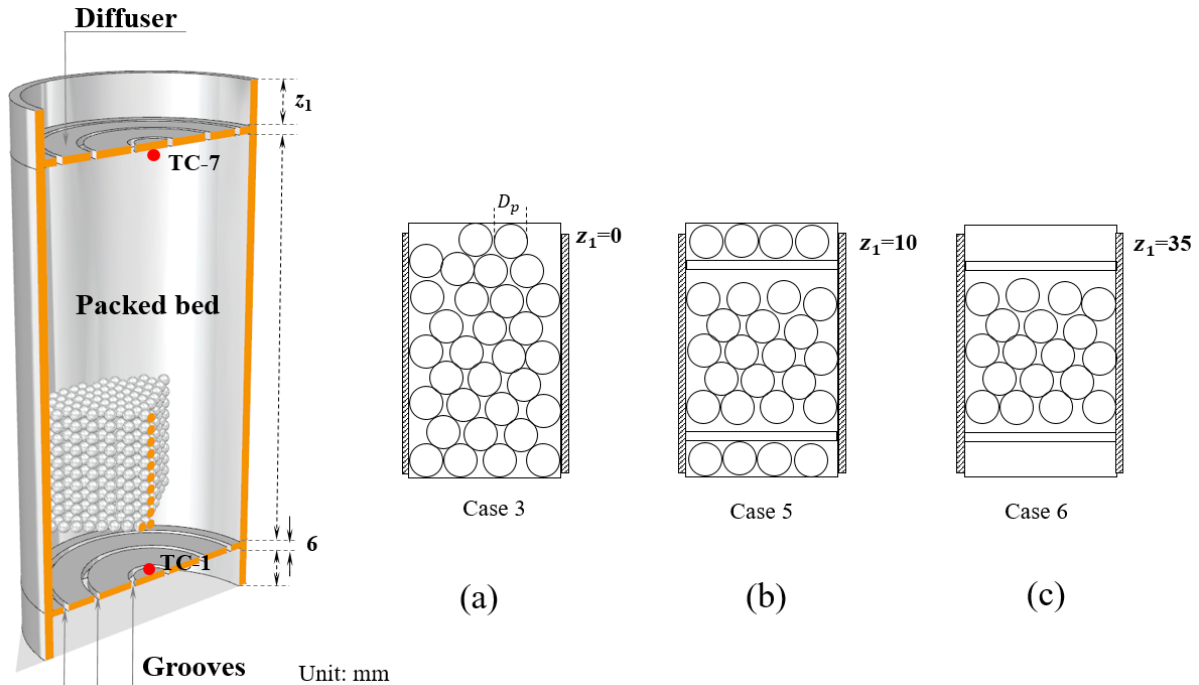 Diffuser
z₁
TC-7
Packed bed
6
TC-1
Grooves
Unit: mm
D_p
z₁=0
Case 3
(a)
z₁=10
Case 5
(b)
z₁=35
Case 6
(c)